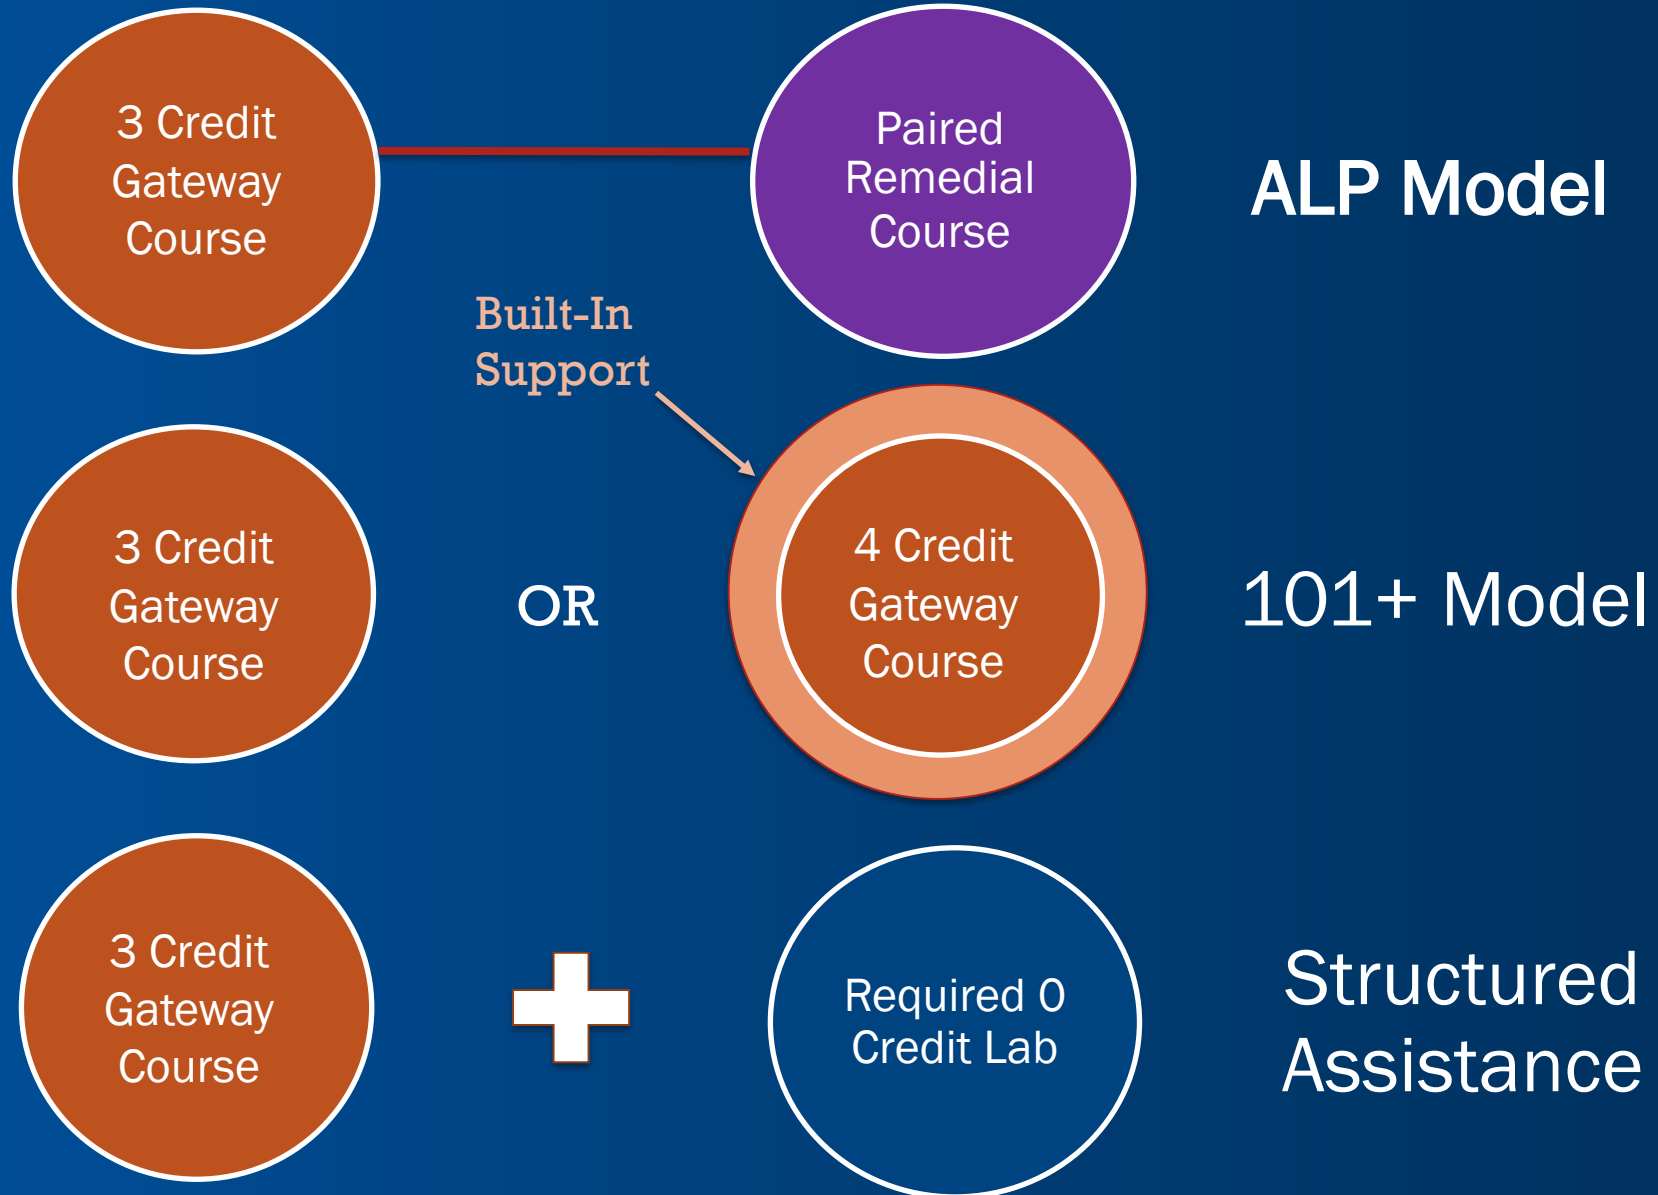 3 Credit
Gateway
Course
Paired
Remedial
Course
ALP Model
Built-In
Support
3 Credit
Gateway
Course
OR
4 Credit
Gateway
Course
101+ Model
3 Credit
Gateway
Course
Required 0
Credit Lab
Structured
Assistance